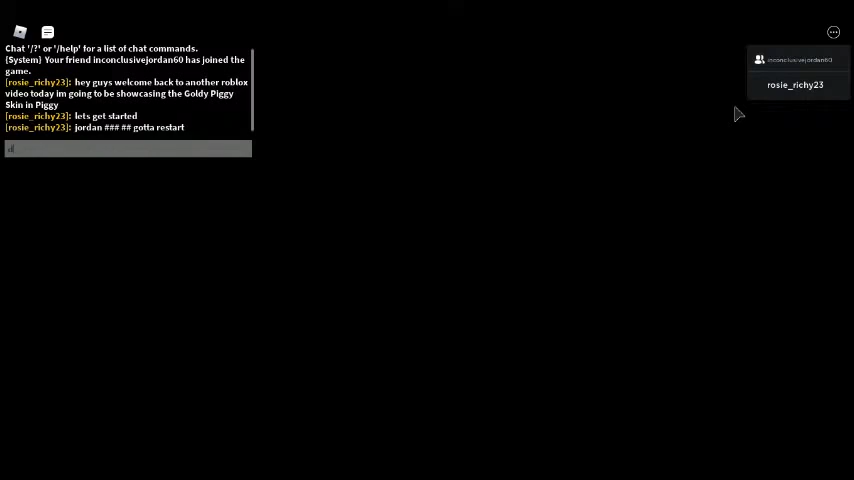 Chat '/?' or '/help' for a list of chat commands.
{System} Your friend inconclusivejordan60 has joined the
game.
[rosie_richy23]: hey guys welcome back to another roblox
video today im going to be showcasing the Goldy Piggy
Skin in Piggy
[rosie_richy23]: lets get started
[rosie_richy23]: jordan ### ## gotta restart
inconclusivejordan60
rosie_richy23